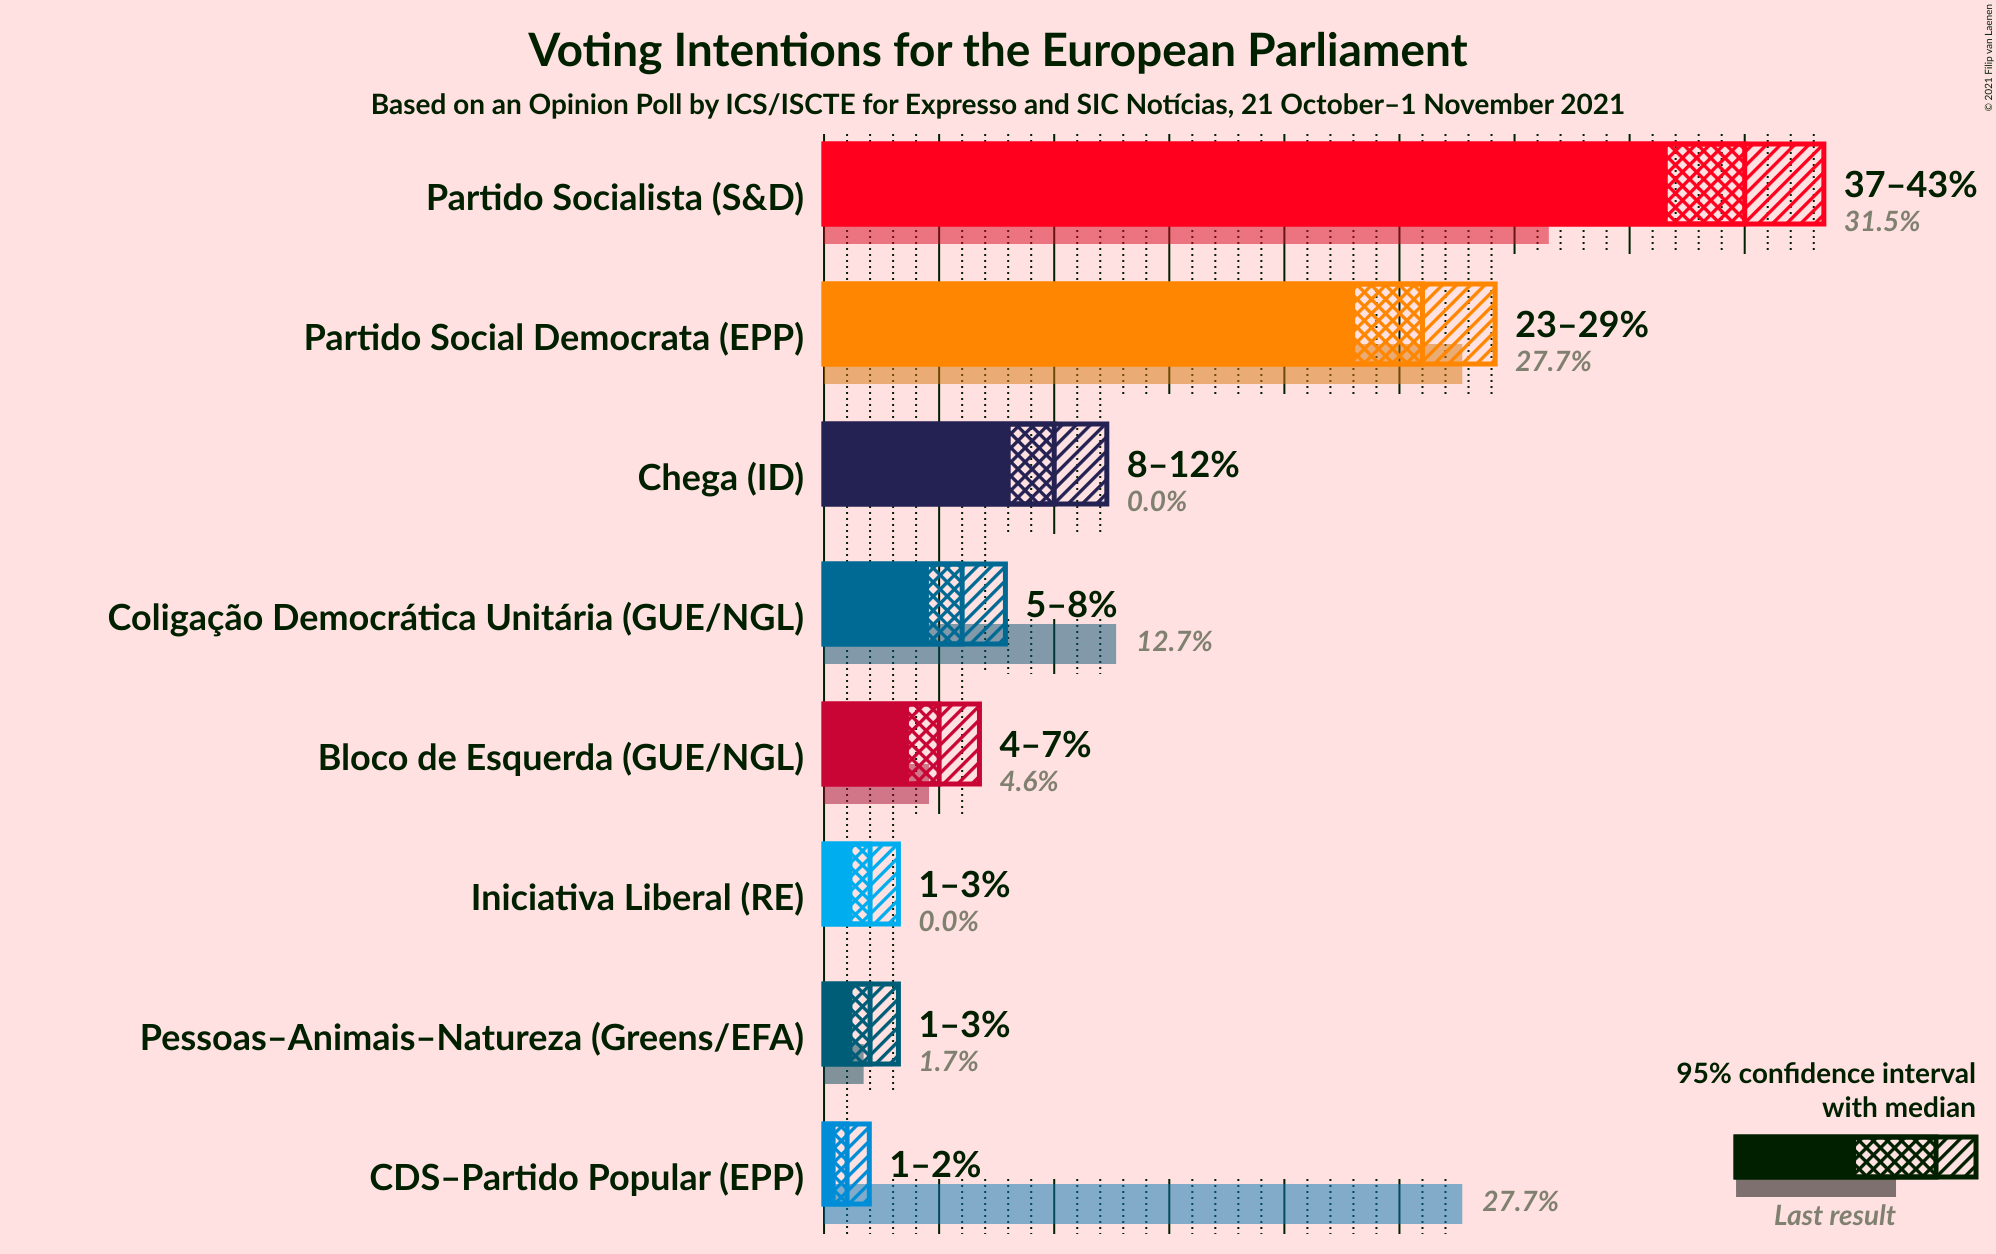 Voting Intentions for the European Parliament
Based on an Opinion Poll by ICS/ISCTE for Expresso and SIC Notícias, 21 October–1 November 2021
© 2021 Filip van Laenen
Partido Socialista (S&D)
37–43%
31.5%
Partido Social Democrata (EPP)
23–29%
27.7%
Chega (ID)
8–12%
0.0%
Coligação Democrática Unitária (GUE/NGL)
5–8%
12.7%
Bloco de Esquerda (GUE/NGL)
4–7%
4.6%
Iniciativa Liberal (RE)
1–3%
0.0%
Pessoas–Animais–Natureza (Greens/EFA)
1–3%
1.7%
CDS–Partido Popular (EPP)
1–2%
27.7%
95% confidence interval
with median
Last result